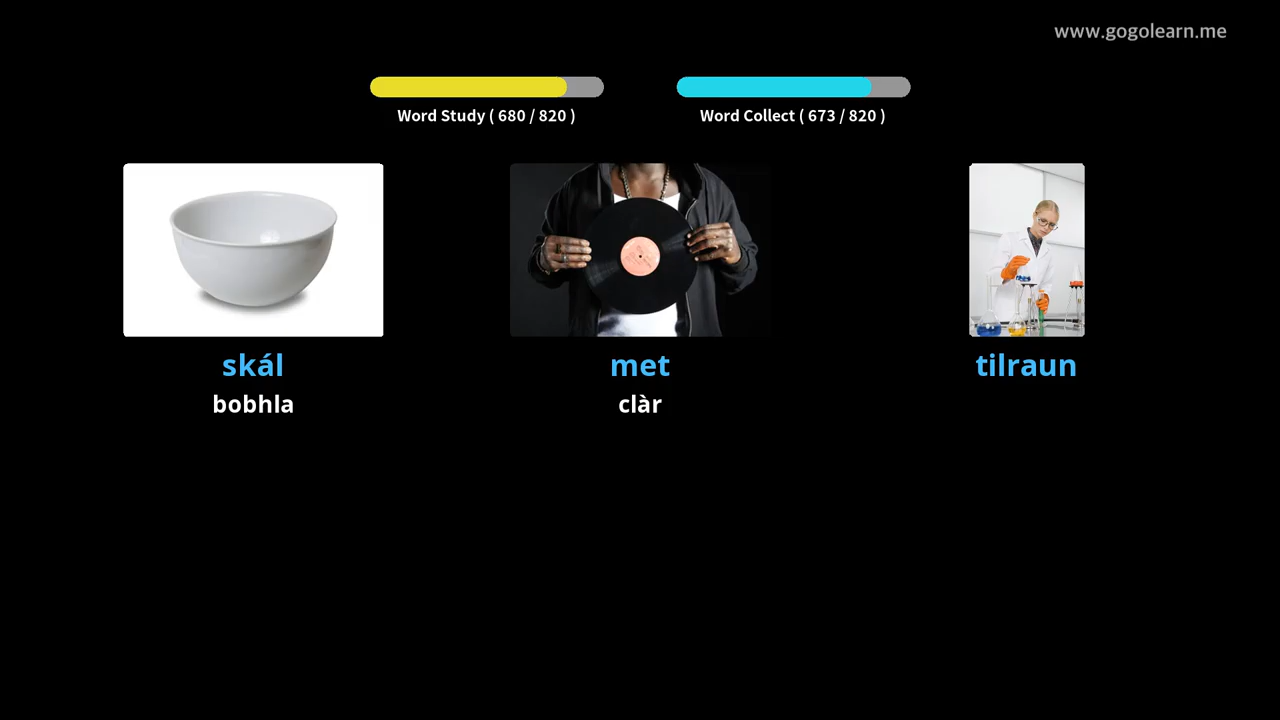 www.gogolearn.me
Word Study ( 680 / 820 )
Word Collect ( 673 / 820 )
skál
met
tilraun
bobhla
clàr